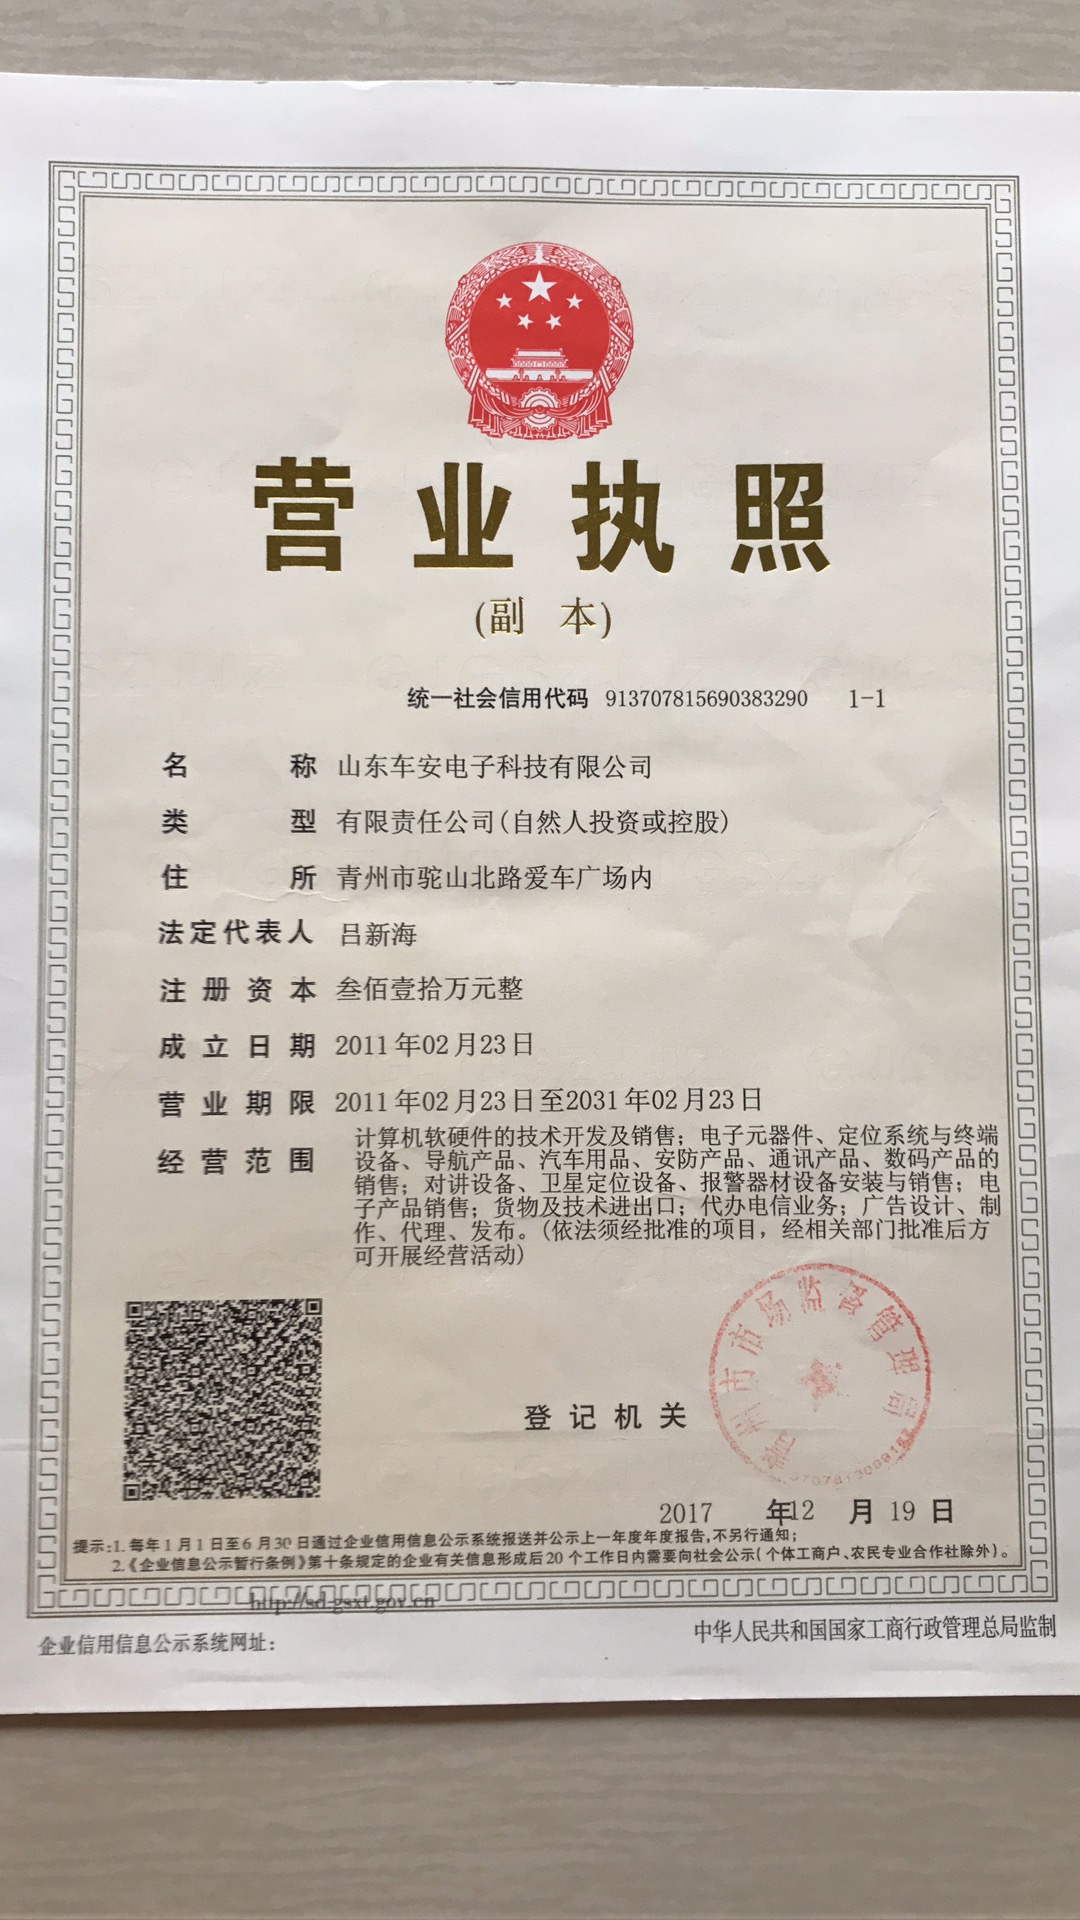 营业执照
(副 本)
统一社会信用代码 913707815690383290 1-1
名 称 山东车安电子科技有限公司
类 型 有限责任公司(自然人投资或控股)
住 所 青州市驼山北路爱车广场内
法定代表人 吕新海
注册资本 叁佰壹拾万元整
成立日期 2011年02月23日
营业期限 2011年02月23日至2031年02月23日
经营范围 计算机软硬件的技术开发及销售；电子元器件、定位系统与终端
设备、导航产品、汽车用品、安防产品、通讯产品、数码产品的
销售；对讲设备、卫星定位设备、报警器材设备安装与销售；电
子产品销售；货物及技术进出口；代办电信业务；广告设计、制
作、代理、发布。(依法须经批准的项目，经相关部门批准后方
可开展经营活动)
青州市市场监督管理局
登记机关
2017 年12 月 19 日
提示:1. 每年1月1日至6月30日通过企业信用信息公示系统报送并公示上一年度年度报告,不另行通知；
2.《企业信息公示暂行条例》第十条规定的企业有关信息形成后20个工作日内需要向社会公示(个体工商户、农民专业合作社除外)。
http://sd.gsxt.gov.cn
企业信用信息公示系统网址：
中华人民共和国国家工商行政管理总局监制